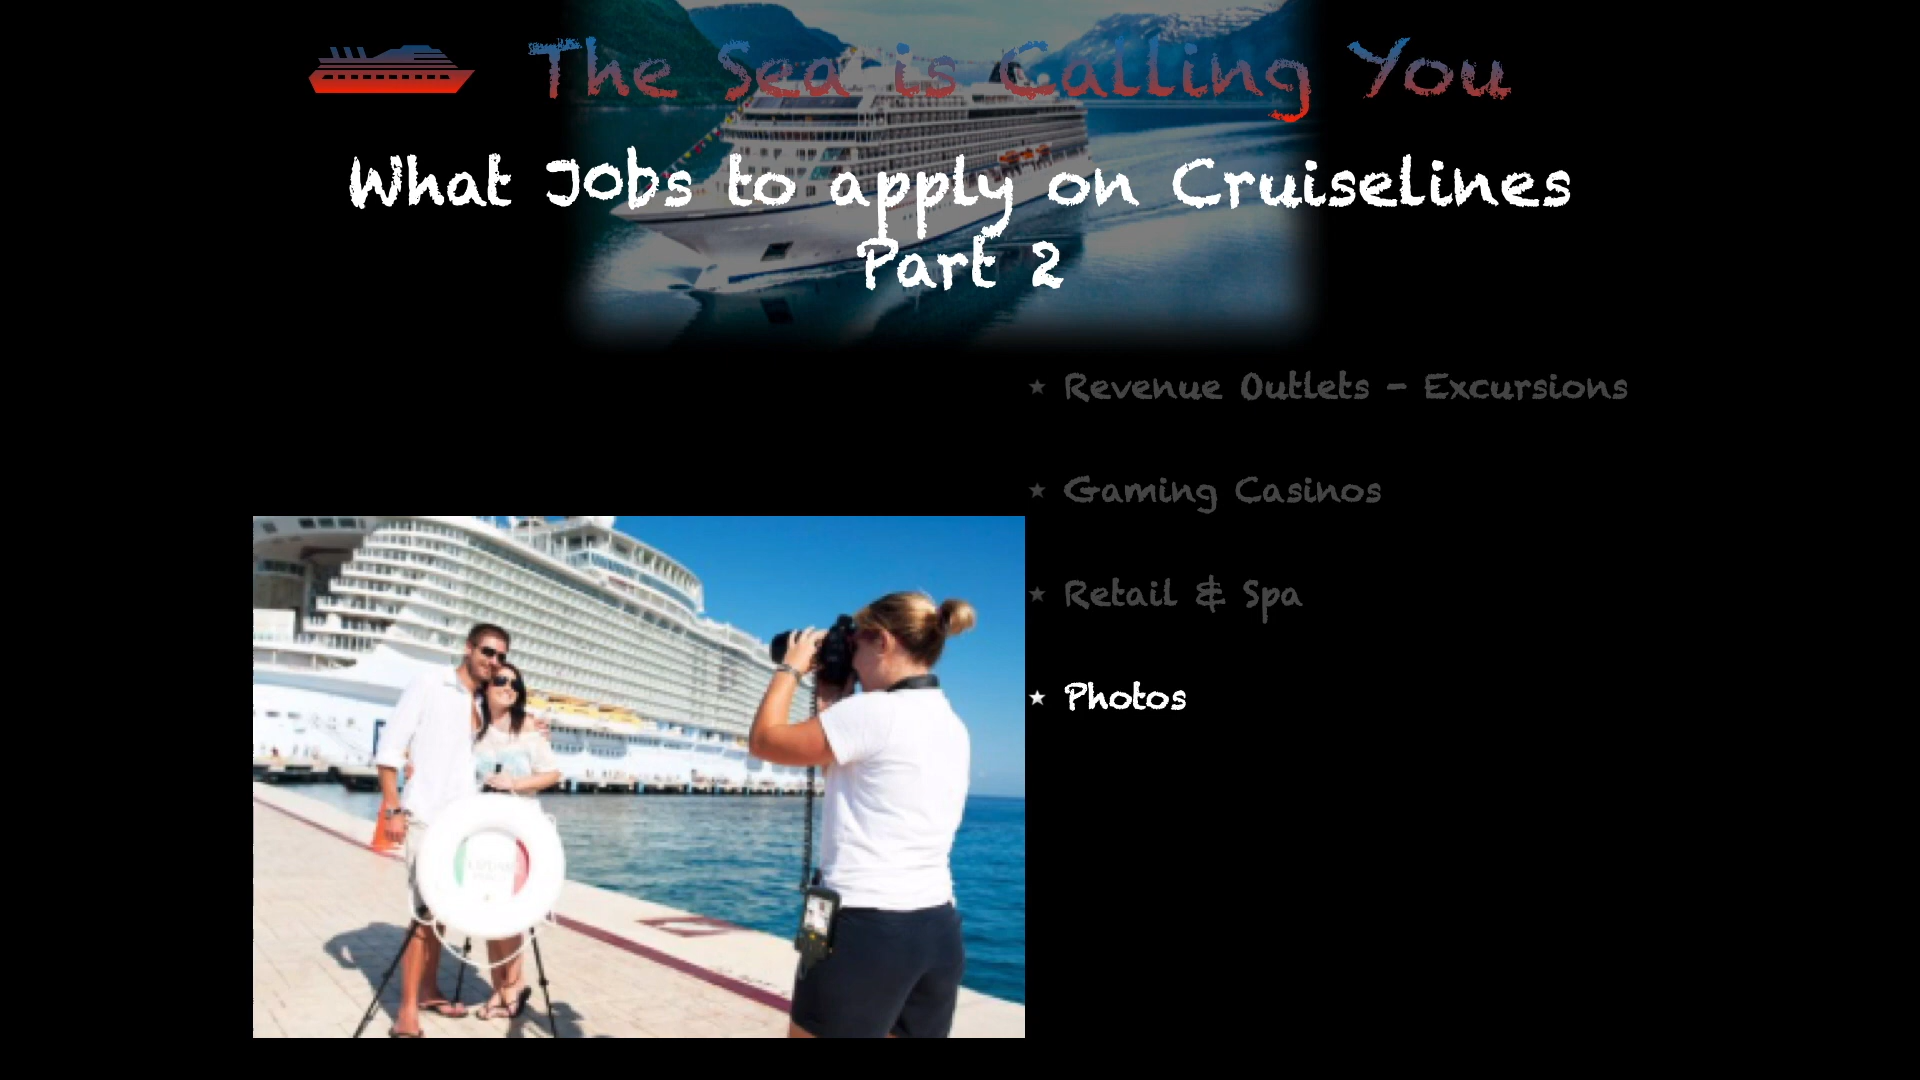 The Sea is Calling You
What Jobs to apply on Cruiselines
Part 2
★ Revenue Outlets - Excursions
★ Gaming Casinos
★ Retail & Spa
★ Photos